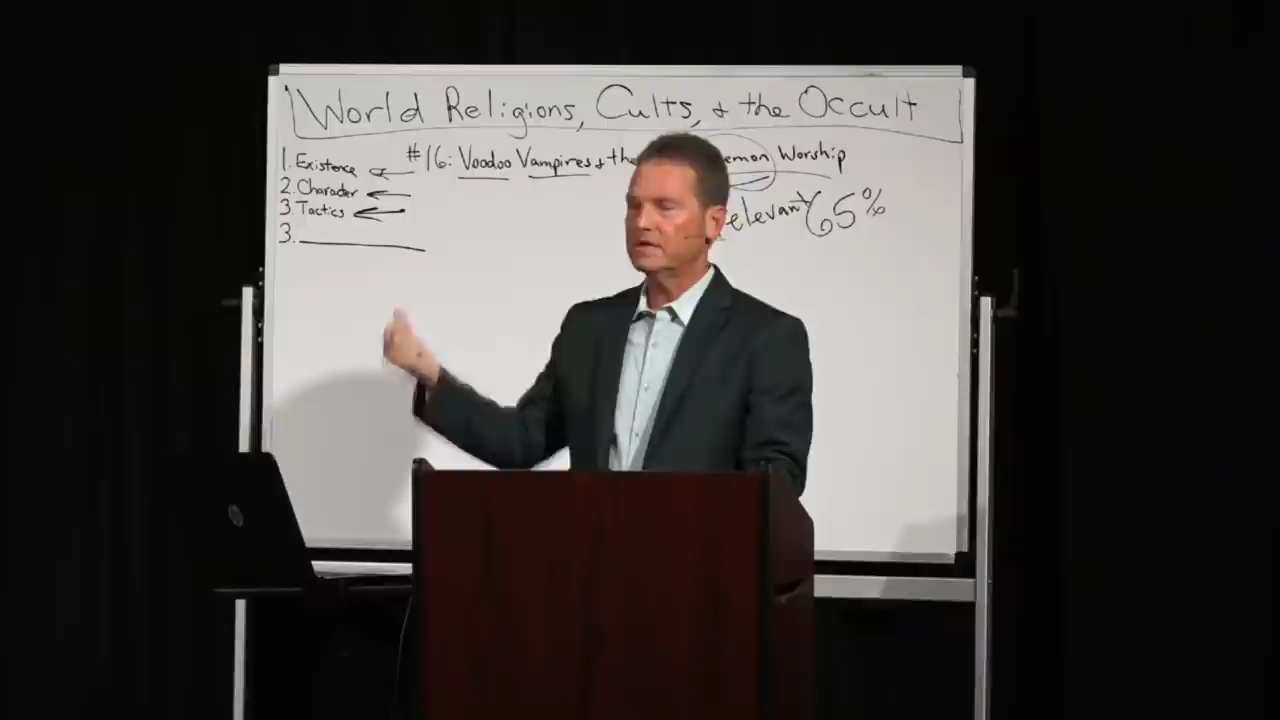 World Religions, Cults, & the Occult
#16: Voodoo Vampires & the emon Worship
1. Existence
2. Character
3. Tactics
3.
elevant 65%